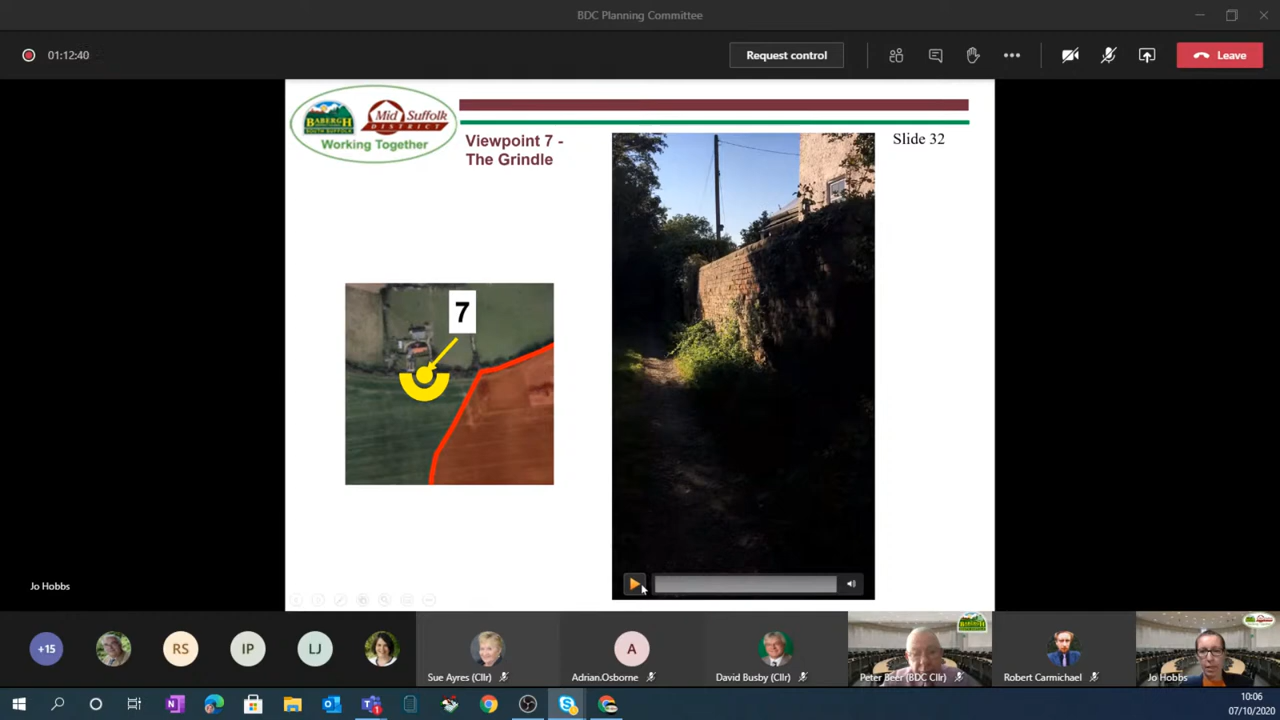 BDC Planning Committee
01:12:40
Request control
Leave
BABERGH
SOUTH SUFFOLK
Mid Suffolk
DISTRICT
Working Together
Viewpoint 7 -
The Grindle
Slide 32
7
Jo Hobbs
+15
RS
IP
LJ
A
Sue Ayres (Cllr)
Adrian.Osborne
David Busby (Cllr)
Peter Beer (BDC Cllr)
Robert Carmichael
Jo Hobbs
10:06
07/10/2020